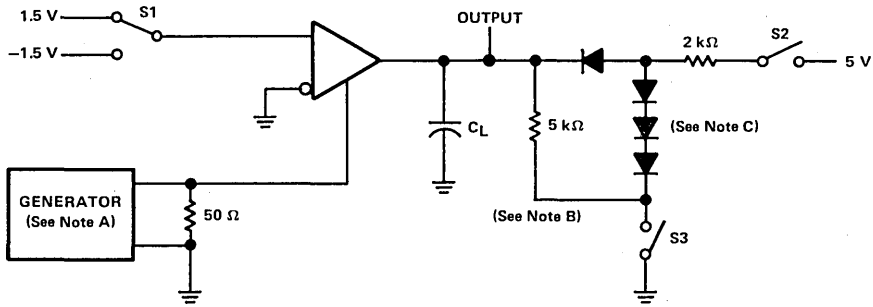 OUTPUT
1.5 V
S1
−1.5 V
2 kΩ
S2
5 V
CL
5 kΩ
(See Note C)
GENERATOR
(See Note A)
50 Ω
(See Note B)
S3